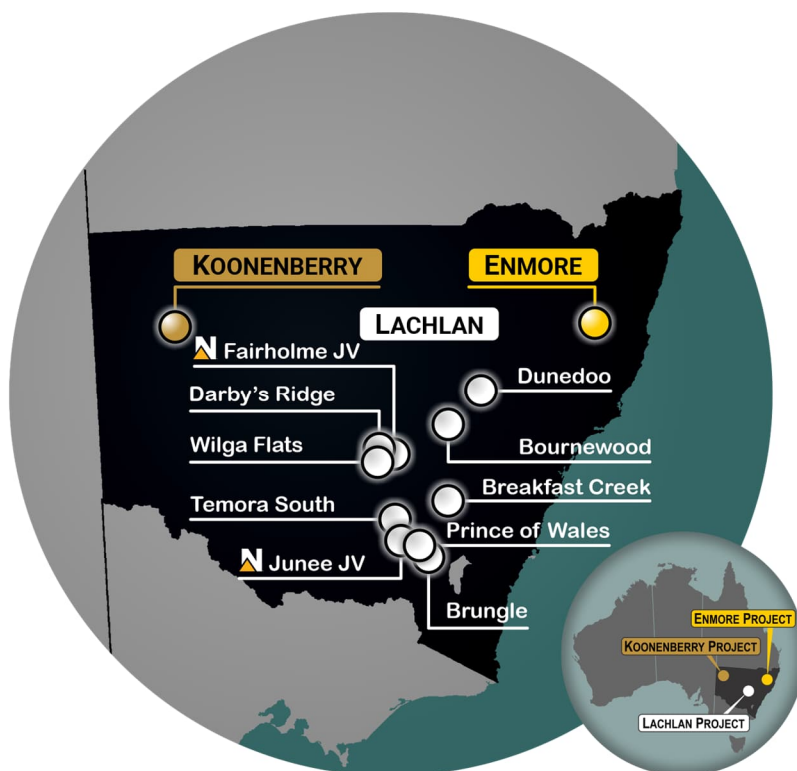 KOONENBERRY
ENMORE
LACHLAN
N Fairholme JV
Darby's Ridge
Dunedoo
Wilga Flats
Bournewood
Breakfast Creek
Temora South
Prince of Wales
N Junee JV
Brungle
ENMORE PROJECT
KOONENBERRY PROJECT
LACHLAN PROJECT